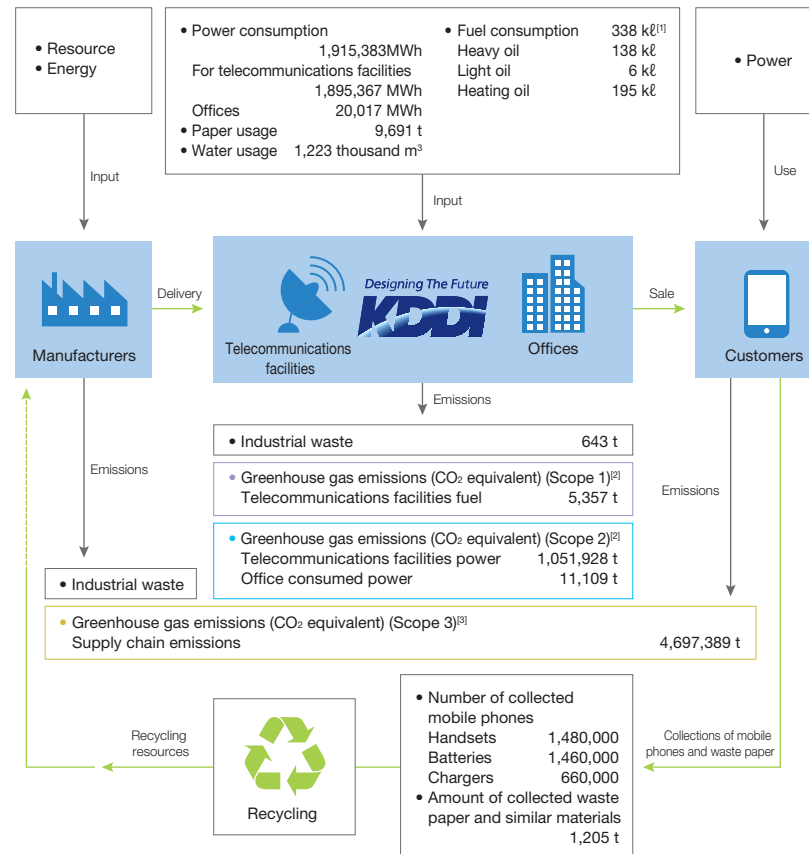 • Resource
• Energy
• Power consumption
1,915,383MWh
For telecommunications facilities
1,895,367 MWh
Offices 20,017 MWh
• Paper usage 9,691 t
• Water usage 1,223 thousand m³
• Fuel consumption 338 kℓ[1]
Heavy oil 138 kℓ
Light oil 6 kℓ
Heating oil 195 kℓ
• Power
Input
Input
Use
Manufacturers
Delivery
Telecommunications
facilities
Designing The Future
KDDI
Offices
Sale
Customers
Emissions
Emissions
Emissions
• Industrial waste 643 t
• Greenhouse gas emissions (CO₂ equivalent) (Scope 1)[2]
Telecommunications facilities fuel 5,357 t
• Greenhouse gas emissions (CO₂ equivalent) (Scope 2)[2]
Telecommunications facilities power 1,051,928 t
Office consumed power 11,109 t
• Industrial waste
• Greenhouse gas emissions (CO₂ equivalent) (Scope 3)[3]
Supply chain emissions 4,697,389 t
Recycling
resources
Recycling
• Number of collected
mobile phones
Handsets 1,480,000
Batteries 1,460,000
Chargers 660,000
• Amount of collected waste
paper and similar materials
1,205 t
Collections of mobile
phones and waste paper